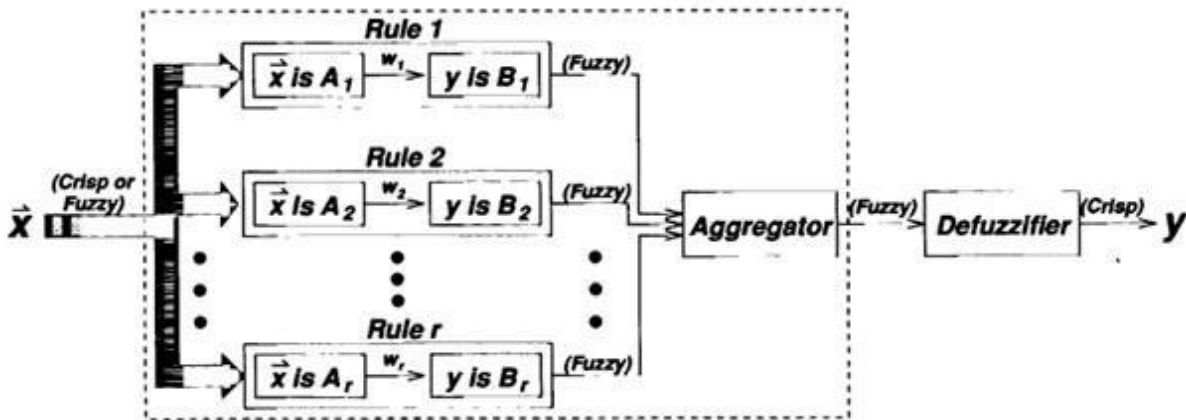 Rule 1
x⃗ is A₁ w₁ y is B₁ (Fuzzy)
(Crisp or
Fuzzy)
x⃗
Rule 2
x⃗ is A₂ w₂ y is B₂ (Fuzzy)
Aggregator (Fuzzy) Defuzzifier (Crisp) y
Rule r
x⃗ is Aᵣ wᵣ y is Bᵣ (Fuzzy)